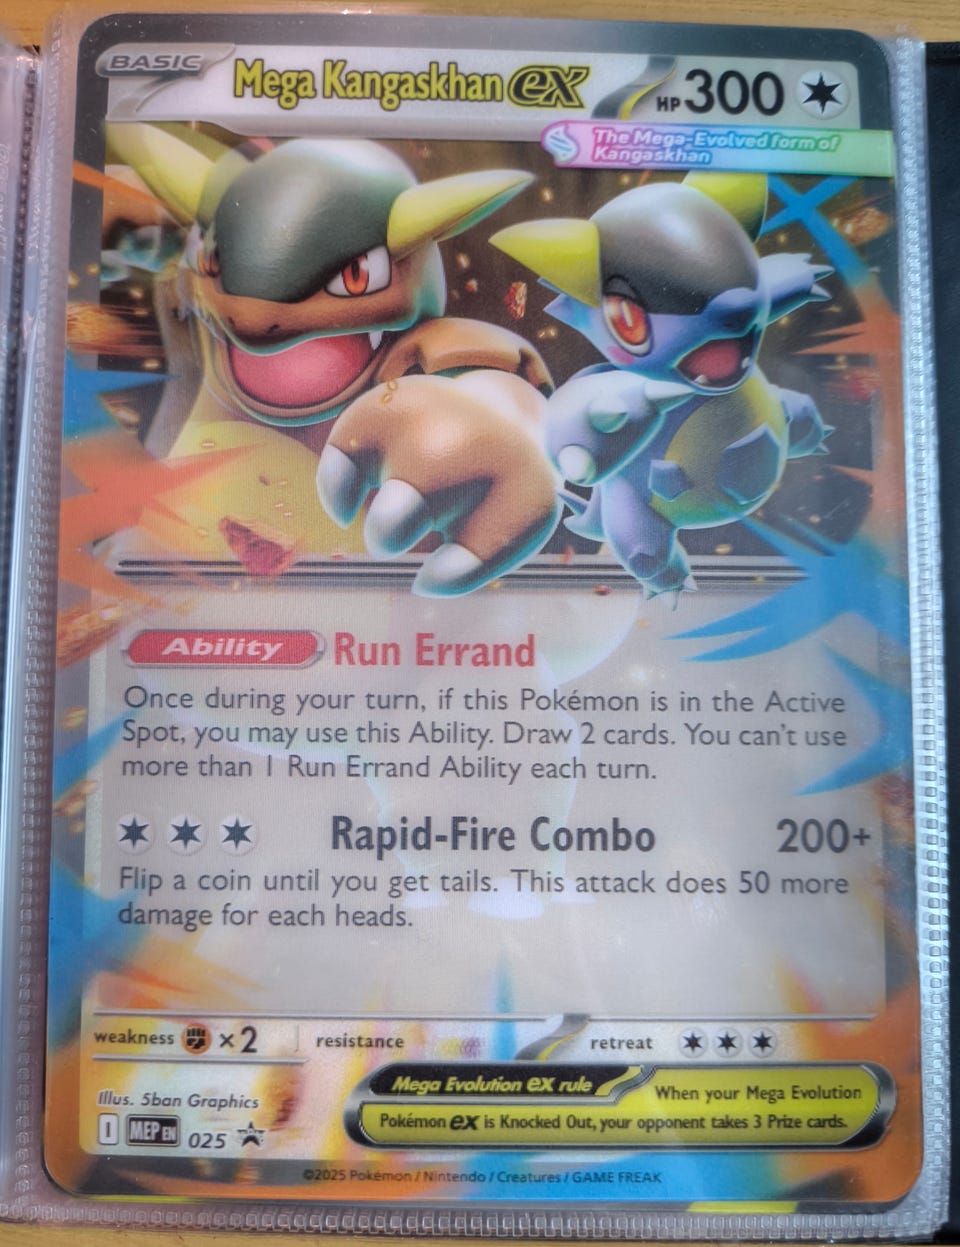 BASIC
Mega Kangaskhan ex
HP 300
The Mega-Evolved form of
Kangaskhan
Ability Run Errand
Once during your turn, if this Pokémon is in the Active
Spot, you may use this Ability. Draw 2 cards. You can't use
more than 1 Run Errand Ability each turn.
Rapid-Fire Combo 200+
Flip a coin until you get tails. This attack does 50 more
damage for each heads.
weakness ×2 resistance retreat
Mega Evolution ex rule
When your Mega Evolution
Pokémon ex is Knocked Out, your opponent takes 3 Prize cards.
Illus. 5ban Graphics
I MEP EN 025
©2025 Pokémon / Nintendo / Creatures / GAME FREAK